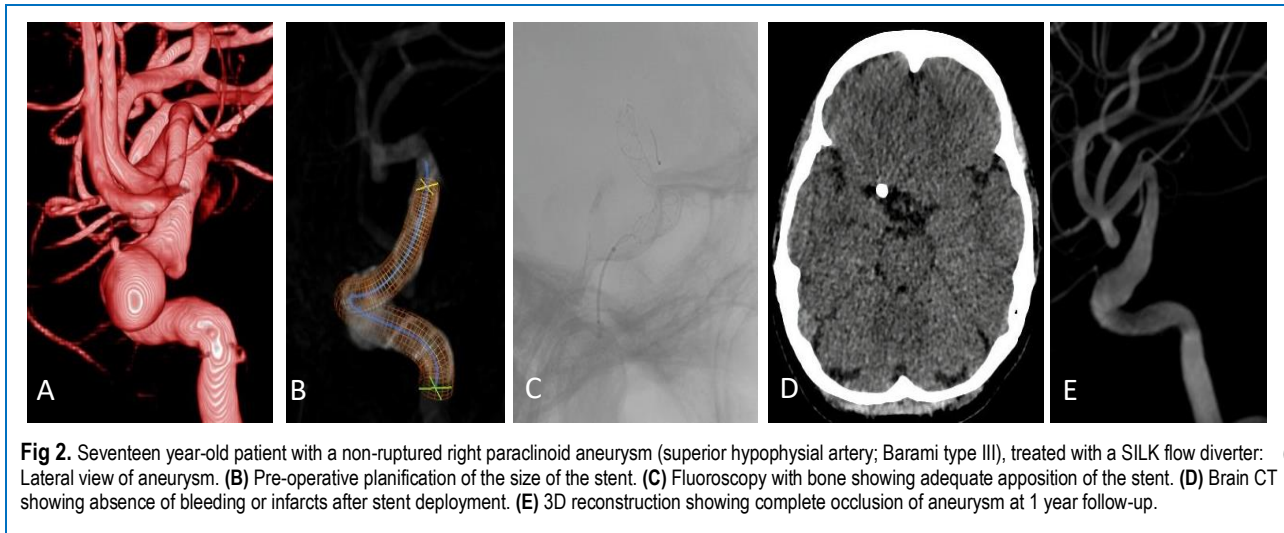 A
B
C
D
E
Fig 2. Seventeen year-old patient with a non-ruptured right paraclinoid aneurysm (superior hypophysial artery; Barami type III), treated with a SILK flow diverter: (
Lateral view of aneurysm. (B) Pre-operative planification of the size of the stent. (C) Fluoroscopy with bone showing adequate apposition of the stent. (D) Brain CT
showing absence of bleeding or infarcts after stent deployment. (E) 3D reconstruction showing complete occlusion of aneurysm at 1 year follow-up.